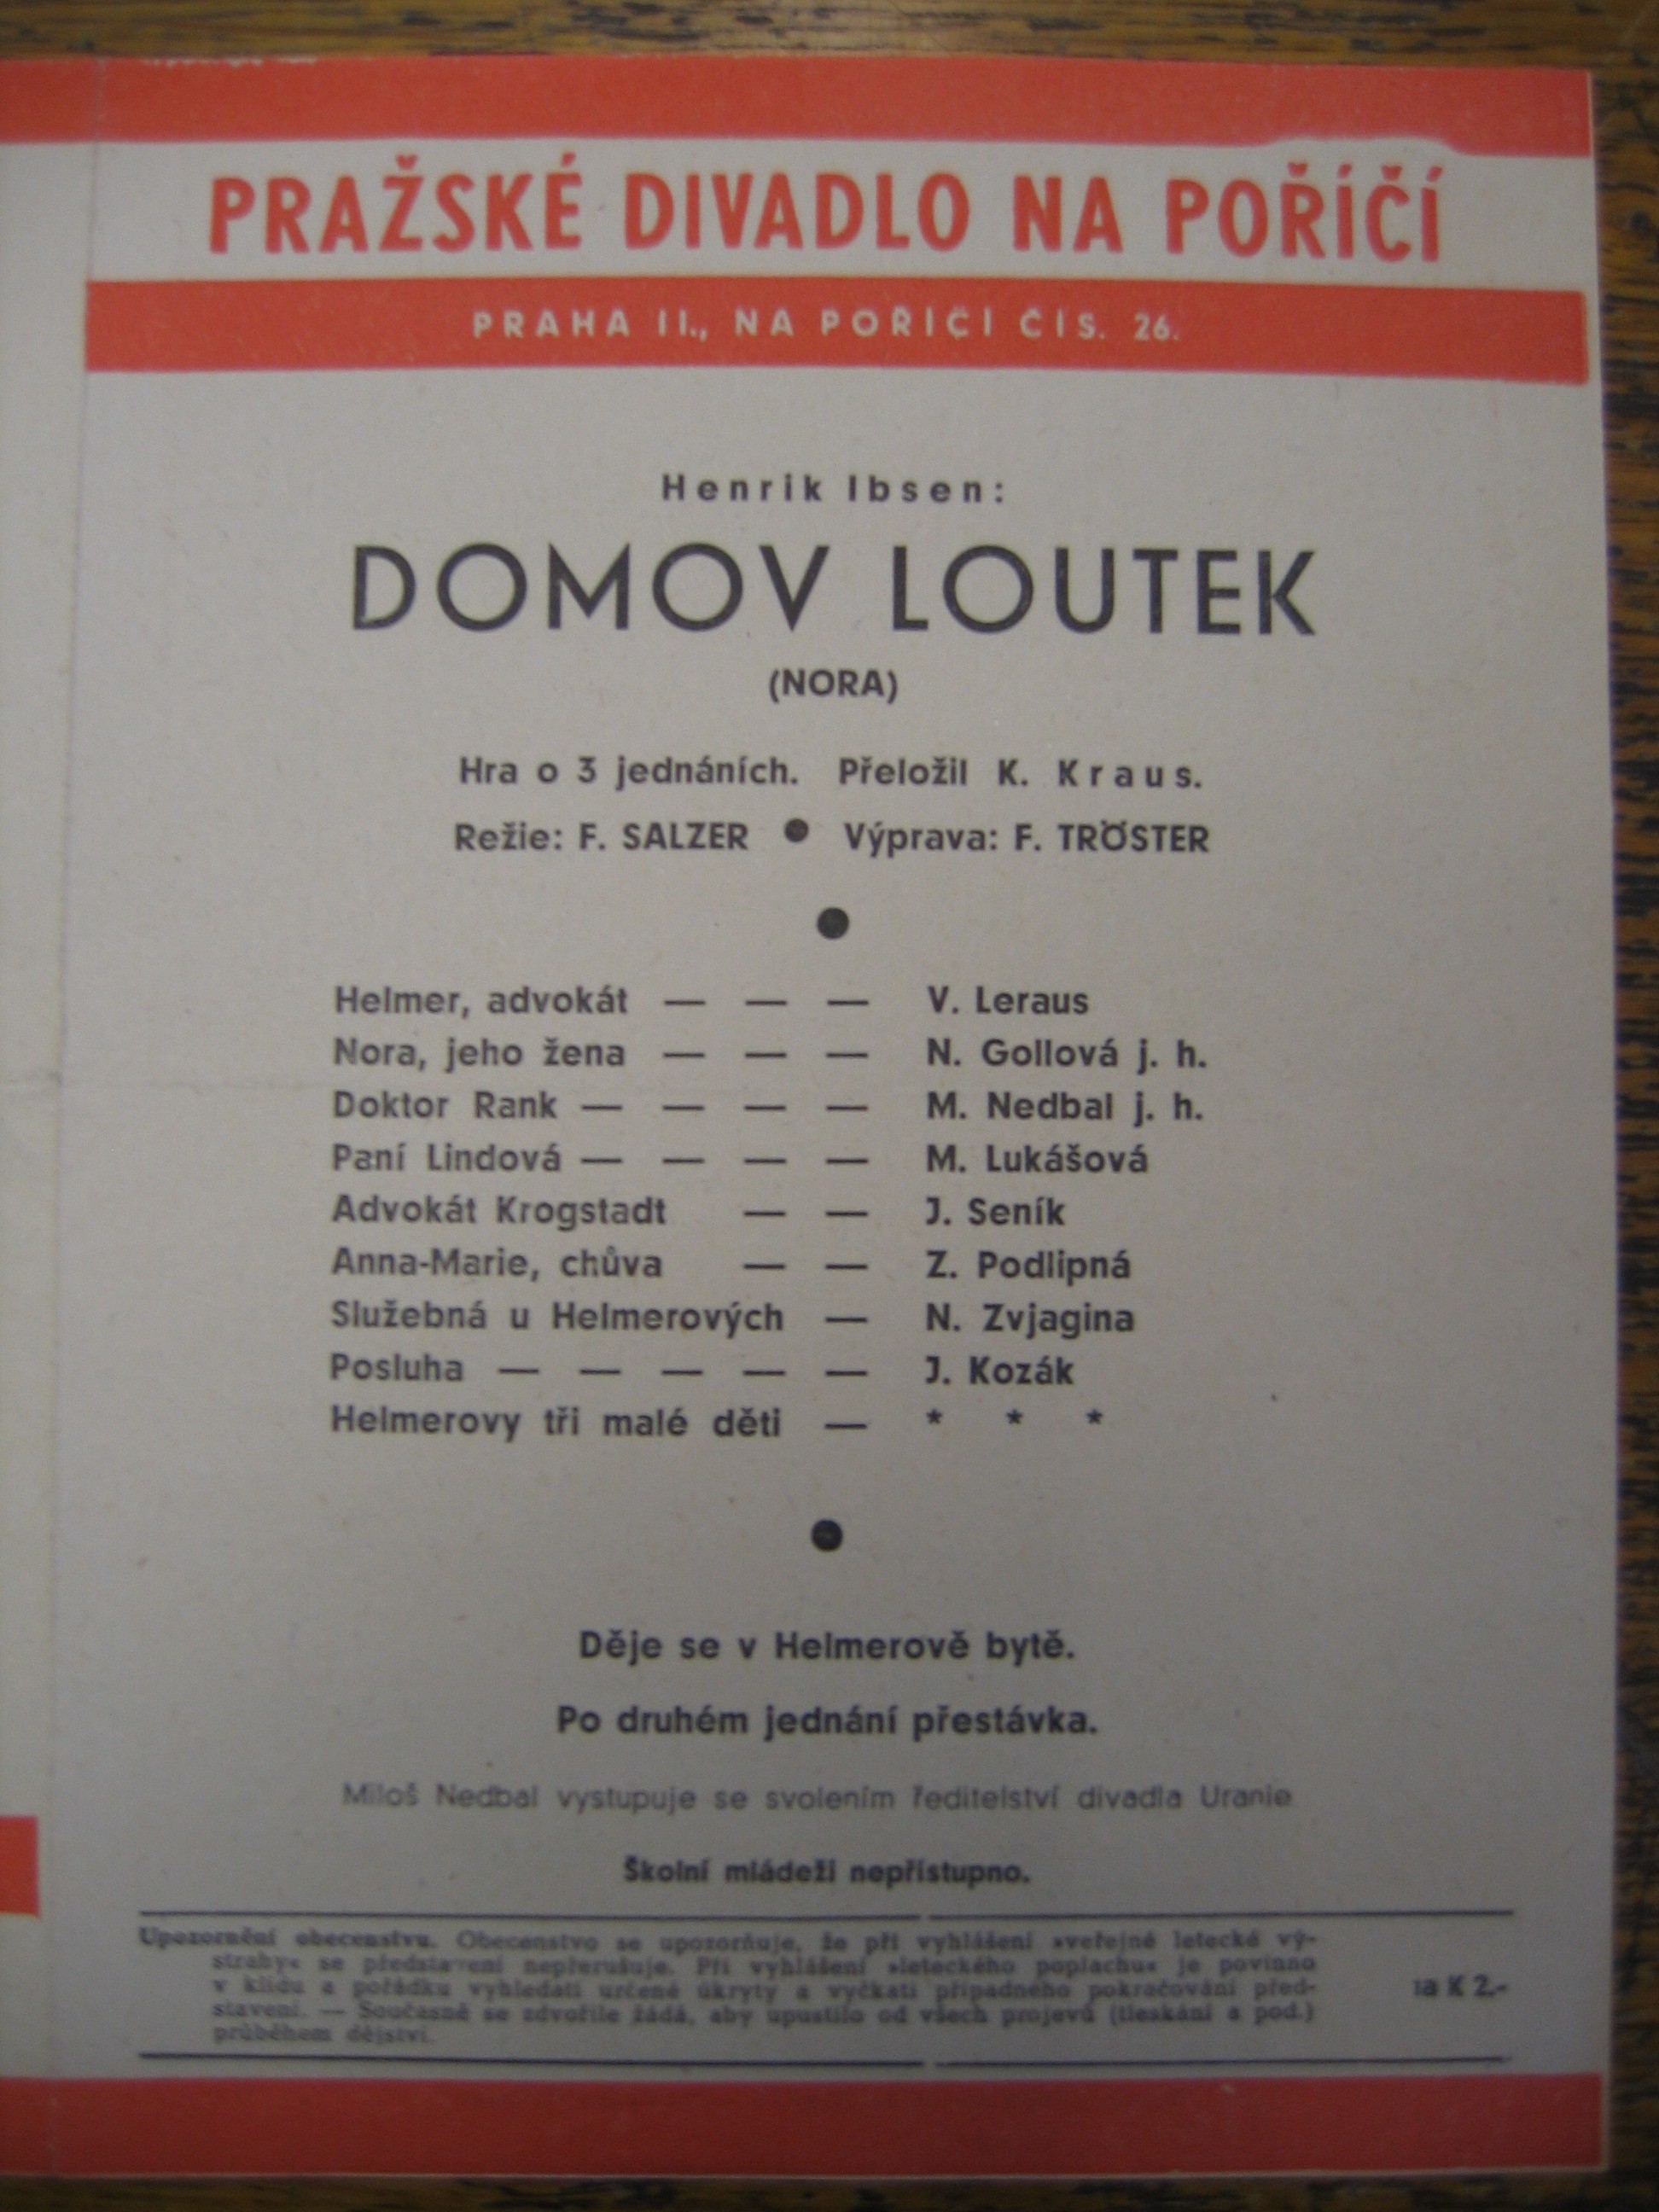 PRAŽSKÉ DIVADLO NA POŘÍČÍ
PRAHA II., NA POŘÍČÍ ČÍS. 26.
Henrik Ibsen:
DOMOV LOUTEK
(NORA)
Hra o 3 jednáních. Přeložil K. Kraus.
Režie: F. SALZER ● Výprava: F. TRÖSTER
Helmer, advokát — — — V. Leraus
Nora, jeho žena — — — N. Gollová j. h.
Doktor Rank — — — — M. Nedbal j. h.
Paní Lindová — — — — M. Lukášová
Advokát Krogstadt — — J. Seník
Anna-Marie, chůva — — Z. Podlipná
Služebná u Helmerových — N. Zvjagina
Posluha — — — — — J. Kozák
Helmerovy tři malé děti — * * *
Děje se v Helmerově bytě.
Po druhém jednání přestávka.
Miloš Nedbal vystupuje se svolením ředitelství divadla Uranie
Školní mládeži nepřístupno.
Upozornění obecenstvu. Obecenstvo se upozorňuje, že při vyhlášení »veřejné letecké vý-
strahy« se představení nepřerušuje. Při vyhlášení »leteckého poplachu« je povinno
v klidu a pořádku vyhledati určené úkryty a vyčkati případného pokračování před-
stavení. — Současně se zdvořile žádá, aby upustilo od všech projevů (tleskání a pod.)
průběhem dějství.
1a K 2.-